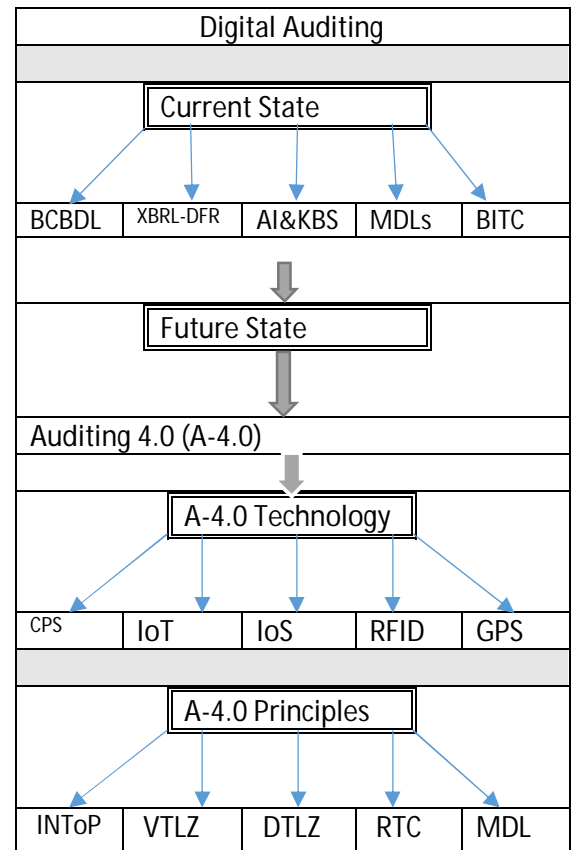 Digital Auditing
Current State
BCBDL XBRL-DFR AI&KBS MDLs BITC
Future State
Auditing 4.0 (A-4.0)
A-4.0 Technology
CPS IoT IoS RFID GPS
A-4.0 Principles
INToP VTLZ DTLZ RTC MDL